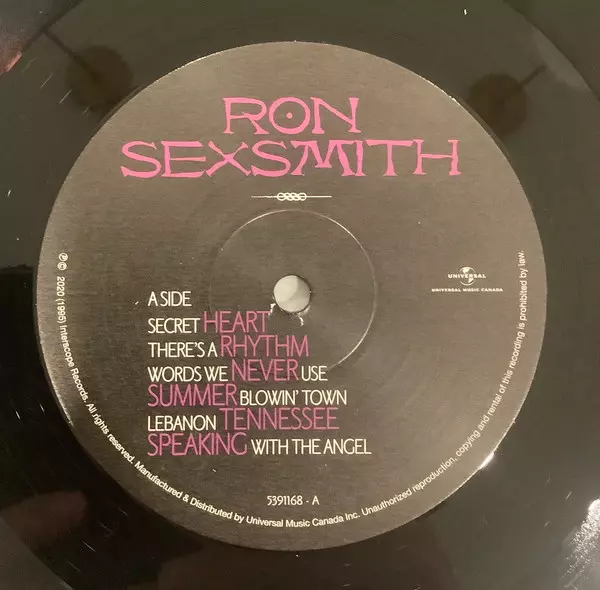 RON
SEXSMITH
UNIVERSAL
UNIVERSAL MUSIC CANADA
A SIDE
SECRET HEART
THERE'S A RHYTHM
WORDS WE NEVER USE
SUMMER BLOWIN' TOWN
LEBANON TENNESSEE
SPEAKING WITH THE ANGEL
5391168 - A
℗ © 2020 (1995) Interscope Records. All rights reserved. Manufactured & Distributed by Universal Music Canada Inc. Unauthorized reproduction, copying and rental of this recording is prohibited by law.